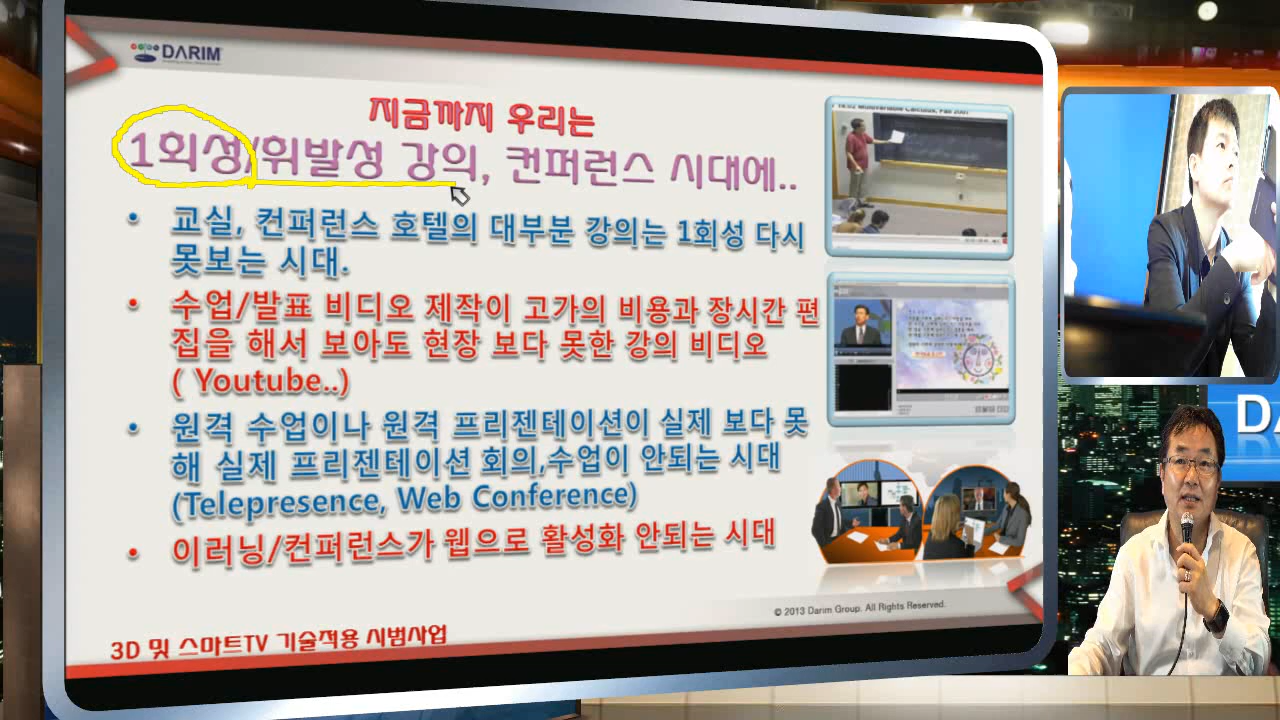 DARIM
지금까지 우리는
1회성/휘발성 강의, 컨퍼런스 시대에..
• 교실, 컨퍼런스 호텔의 대부분 강의는 1회성 다시
못보는 시대.
• 수업/발표 비디오 제작이 고가의 비용과 장시간 편
집을 해서 보아도 현장 보다 못한 강의 비디오
( Youtube..)
• 원격 수업이나 원격 프리젠테이션이 실제 보다 못
해 실제 프리젠테이션 회의,수업이 안되는 시대
(Telepresence, Web Conference)
• 이러닝/컨퍼런스가 웹으로 활성화 안되는 시대
© 2013 Darim Group. All Rights Reserved.
3D 및 스마트TV 기술적용 시범사업